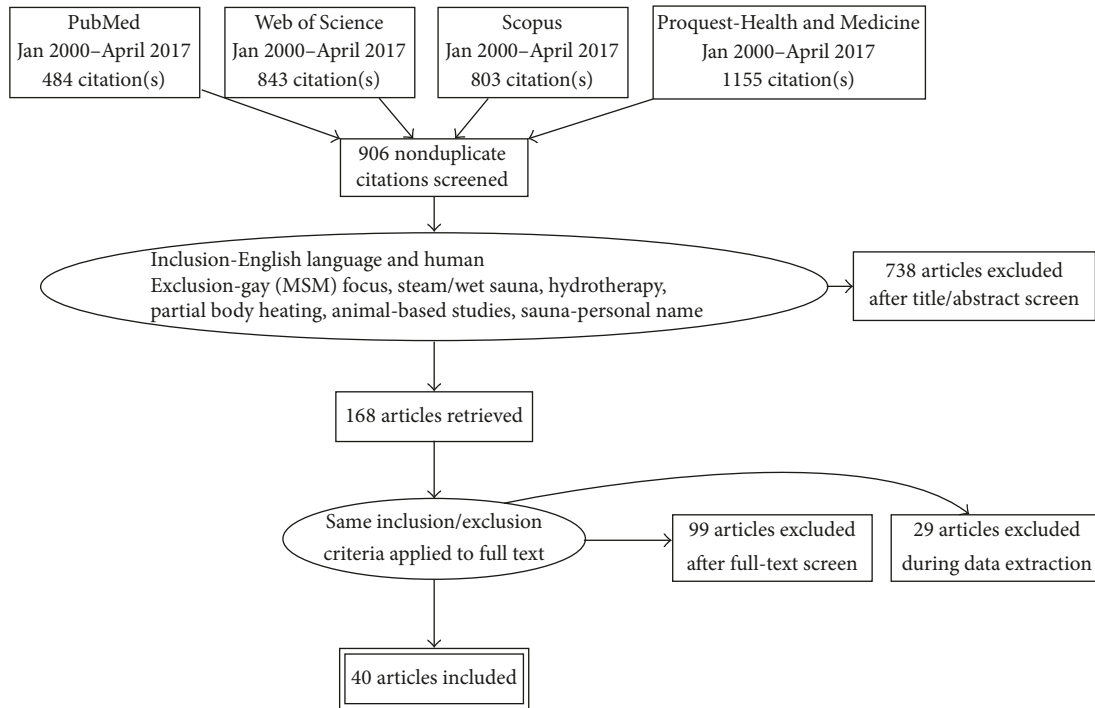 PubMed
Jan 2000–April 2017
484 citation(s)
Web of Science
Jan 2000–April 2017
843 citation(s)
Scopus
Jan 2000–April 2017
803 citation(s)
Proquest-Health and Medicine
Jan 2000–April 2017
1155 citation(s)
906 nonduplicate
citations screened
Inclusion-English language and human
Exclusion-gay (MSM) focus, steam/wet sauna, hydrotherapy,
partial body heating, animal-based studies, sauna-personal name
738 articles excluded
after title/abstract screen
168 articles retrieved
Same inclusion/exclusion
criteria applied to full text
99 articles excluded
after full-text screen
29 articles excluded
during data extraction
40 articles included